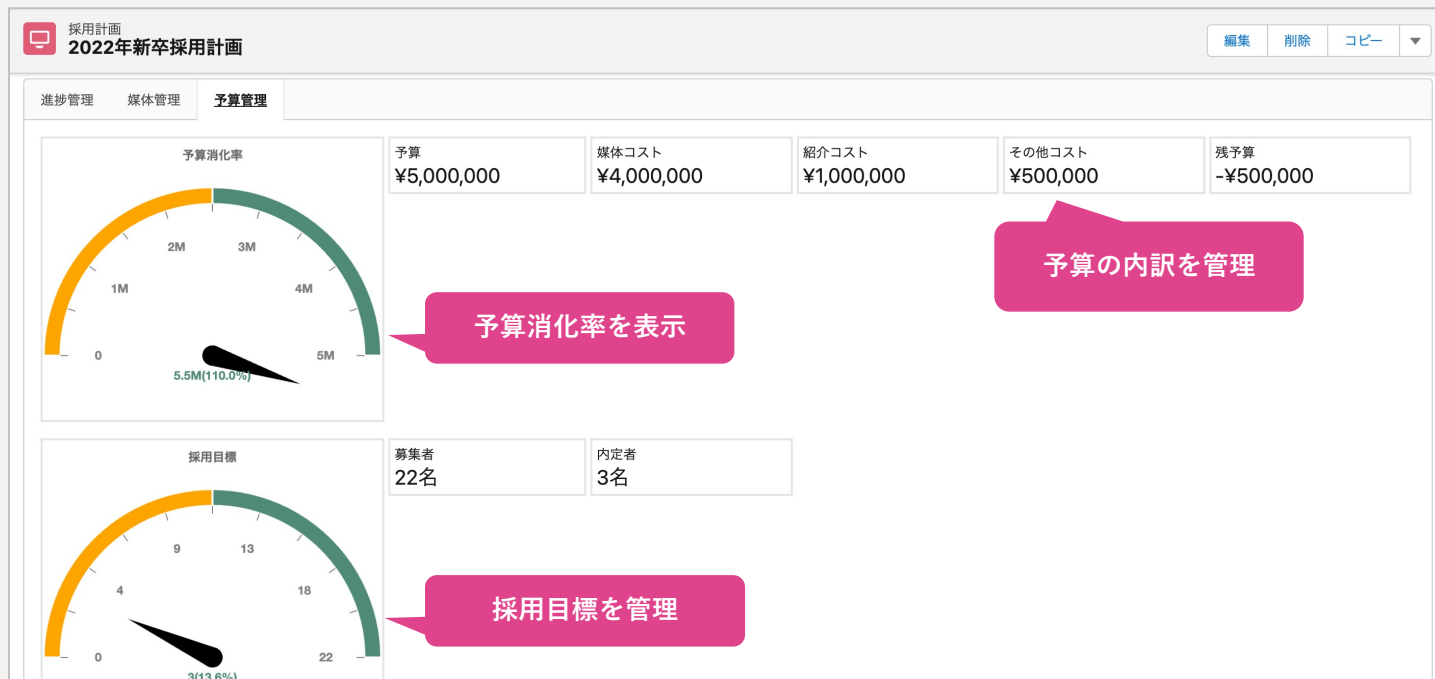 採用計画
2022年新卒採用計画
編集
削除
コピー
進捗管理
媒体管理
予算管理
予算消化率
0
1M
2M
3M
4M
5M
5.5M(110.0%)
予算
¥5,000,000
媒体コスト
¥4,000,000
紹介コスト
¥1,000,000
その他コスト
¥500,000
残予算
-¥500,000
予算の内訳を管理
予算消化率を表示
採用目標
0
4
9
13
18
22
3(13.6%)
募集者
22名
内定者
3名
採用目標を管理